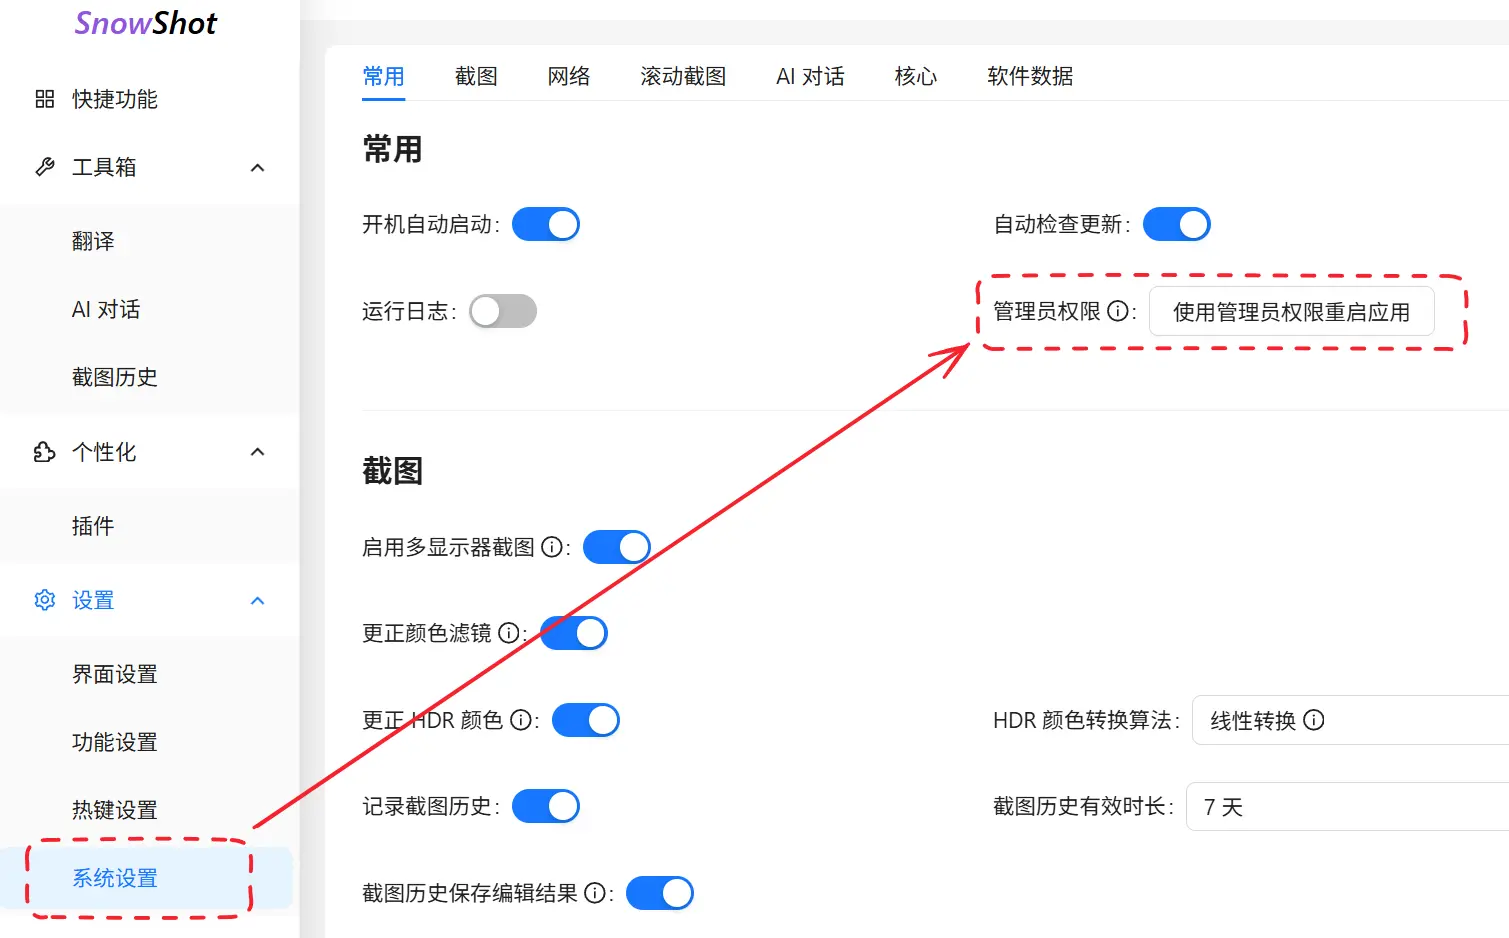 SnowShot
快捷功能
工具箱
翻译
AI 对话
截图历史
个性化
插件
设置
界面设置
功能设置
热键设置
系统设置
常用 截图 网络 滚动截图 AI 对话 核心 软件数据
常用
开机自动启动: 自动检查更新:
运行日志: 管理员权限: 使用管理员权限重启应用
截图
启用多显示器截图:
更正颜色滤镜:
更正 HDR 颜色: HDR 颜色转换算法: 线性转换
记录截图历史: 截图历史有效时长: 7 天
截图历史保存编辑结果: